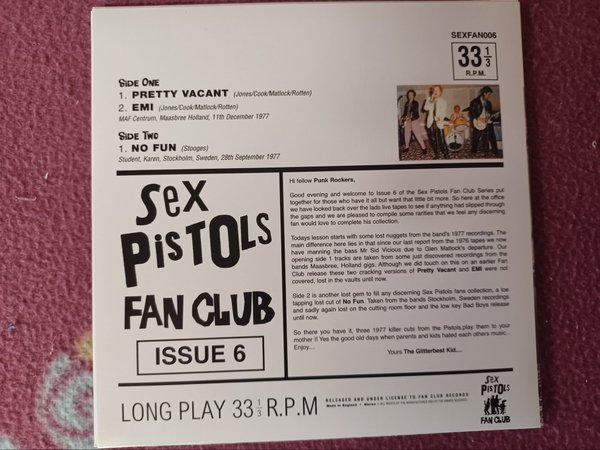 SEXFAN006
33 1/3
R.P.M.
SIDE ONE
1. PRETTY VACANT (Jones/Cook/Matlock/Rotten)
2. EMI (Jones/Cook/Matlock/Rotten)
MAF Centrum, Maasbree Holland, 11th December 1977
SIDE TWO
1. NO FUN (Stooges)
Student, Karen, Stockholm, Sweden, 28th September 1977
SEX
PISTOLS
FAN CLUB
ISSUE 6
Hi fellow Punk Rockers,
Good evening and welcome to Issue 6 of the Sex Pistols Fan Club Series put
together for those who have it all but want that little bit more. So here at the office
we have looked back over the lads live tapes to see if anything had slipped through
the gaps and we are pleased to compile some rarities that we feel any discerning
fan would love to complete his collection.
Todays lesson starts with some lost nuggets from the band's 1977 recordings. The
main difference here lies in that since our last report from the 1976 tapes we now
have manning the bass Mr Sid Vicious due to Glen Matlock's departure. Our
opening side 1 tracks are taken from some just discovered recordings from the
bands Maasbree, Holland gigs. Although we did touch on this on an earlier Fan
Club release these two cracking versions of Pretty Vacant and EMI were not
covered, lost in the vaults until now.
Side 2 is another lost gem to fill any discerning Sex Pistols fans collection, a toe
tapping lost cut of No Fun. Taken from the bands Stockholm, Sweden recordings
and sadly again lost on the cutting room floor and the low key Bad Boys release
until now.
So there you have it, three 1977 killer cuts from the Pistols,play them to your
mother !! Yes the good old days when parents and kids hated each others music...
Enjoy....
Yours The Glitterbest Kid....
LONG PLAY 33 1/3 R.P.M
RELEASED AND UNDER LICENSE TO FAN CLUB RECORDS
Made in England • Stereo
SEX
PISTOLS
FAN CLUB